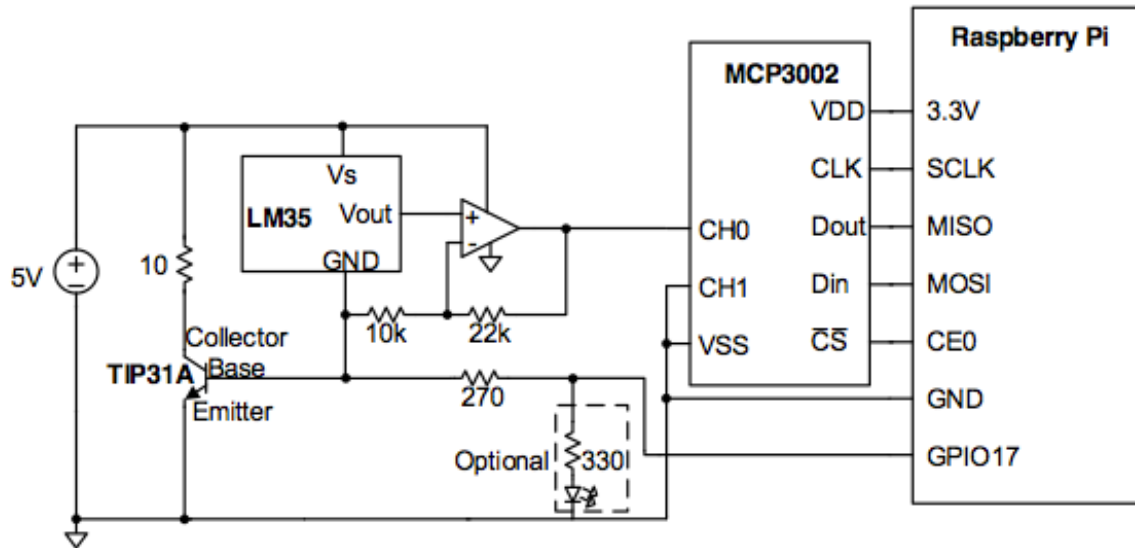 Raspberry Pi
MCP3002
VDD
3.3V
CLK
SCLK
Dout
MISO
Din
MOSI
CS
CE0
CH0
CH1
VSS
GND
GPIO17
Vs
LM35
Vout
GND
+
-
5V
+
-
10
10k
22k
Collector
TIP31A
Base
Emitter
270
Optional
330